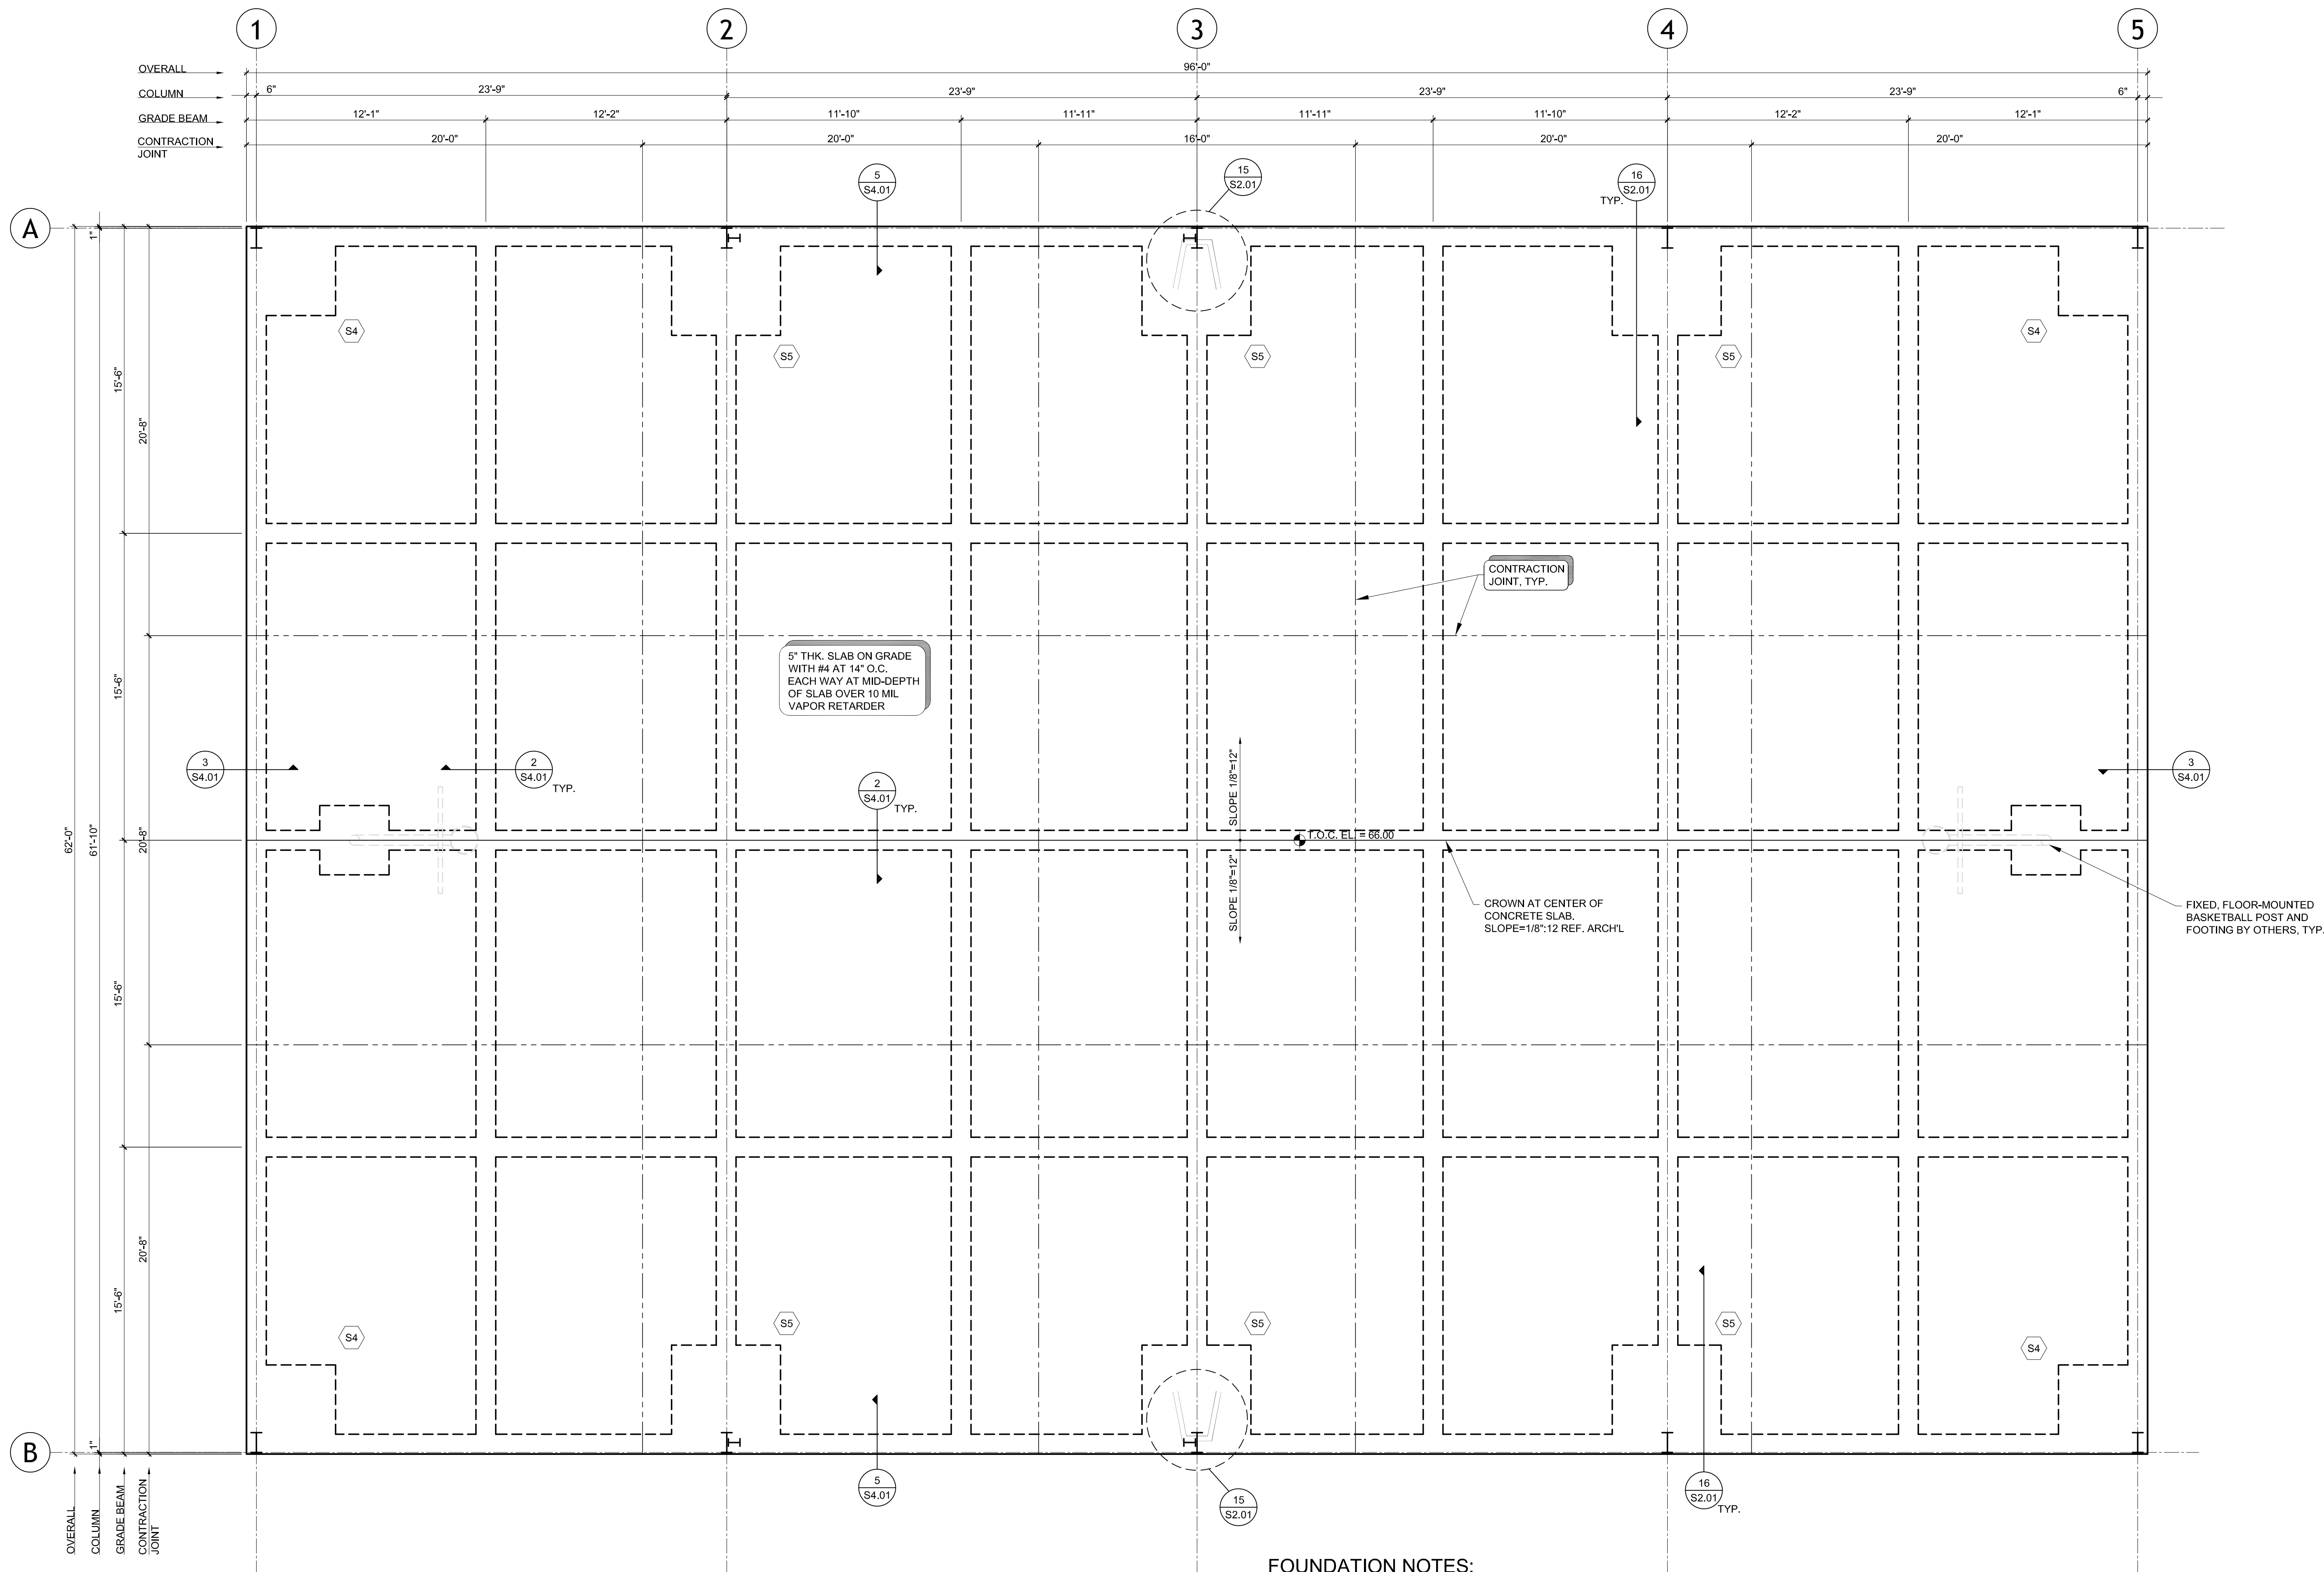 1
2
3
4
5
OVERALL
96'-0"
COLUMN
6"
23'-9"
23'-9"
23'-9"
23'-9"
6"
GRADE BEAM
12'-1"
12'-2"
11'-10"
11'-11"
11'-11"
11'-10"
12'-2"
12'-1"
CONTRACTION
JOINT
20'-0"
20'-0"
16'-0"
20'-0"
20'-0"
5
S4.01
15
S2.01
16
S2.01
TYP.
A
1"
S4
S5
S5
S5
S4
15'-6"
20'-8"
CONTRACTION
JOINT, TYP.
5" THK. SLAB ON GRADE
WITH #4 AT 14" O.C.
EACH WAY AT MID-DEPTH
OF SLAB OVER 10 MIL
VAPOR RETARDER
15'-6"
3
S4.01
2
S4.01
TYP.
2
S4.01
TYP.
SLOPE 1/8"=12"
3
S4.01
62'-0"
61'-10"
20'-8"
T.O.C. EL. = 66.00
SLOPE 1/8"=12"
CROWN AT CENTER OF
CONCRETE SLAB.
SLOPE=1/8":12 REF. ARCH'L
FIXED, FLOOR-MOUNTED
BASKETBALL POST AND
FOOTING BY OTHERS, TYP.
15'-6"
20'-8"
15'-6"
S4
S5
S5
S5
S4
B
1"
5
S4.01
15
S2.01
16
S2.01
TYP.
OVERALL
COLUMN
GRADE BEAM
CONTRACTION
JOINT
FOUNDATION NOTES: